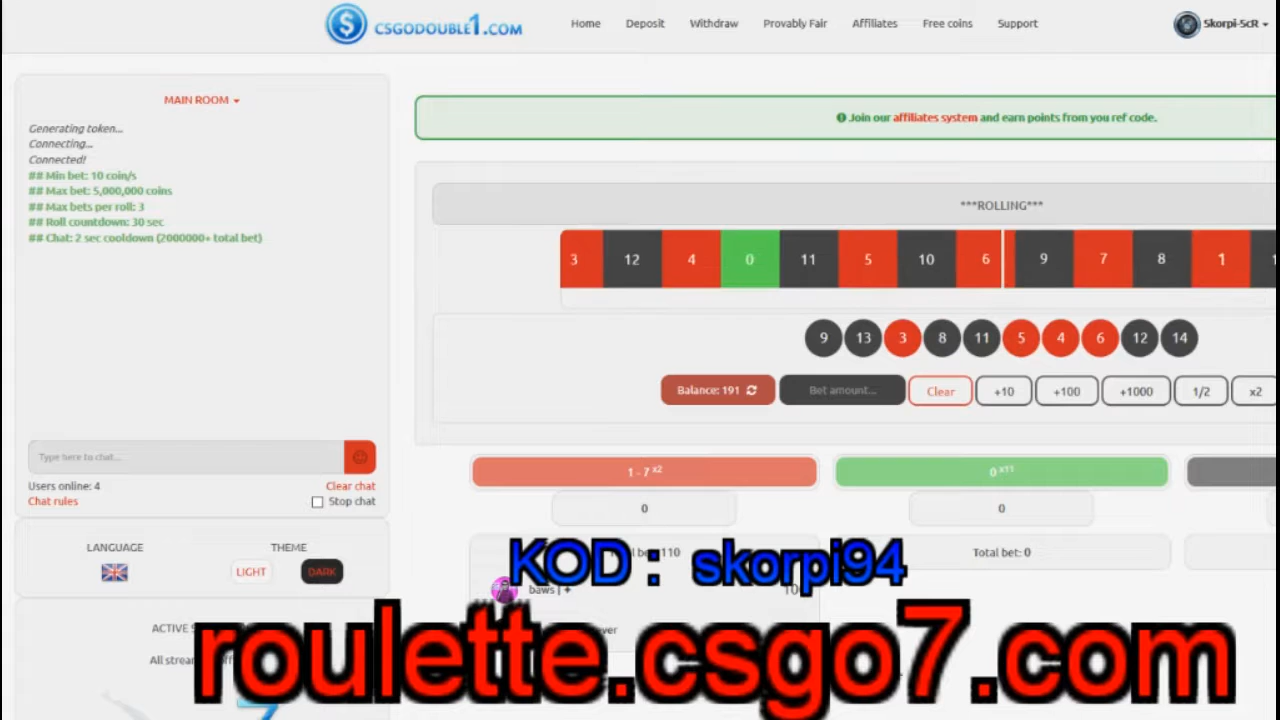 CSGODOUBLE1.COM
Home Deposit Withdraw Provably Fair Affiliates Free coins Support Skorpi-ScR
MAIN ROOM
Generating token...
Connecting...
Connected!
## Min bet: 10 coin/s
## Max bet: 5,000,000 coins
## Max bets per roll: 3
## Roll countdown: 30 sec
## Chat: 2 sec cooldown (2000000+ total bet)
Type here to chat...
Users online: 4 Clear chat
Chat rules Stop chat
LANGUAGE THEME
LIGHT DARK
Join our affiliates system and earn points from you ref code.
***ROLLING***
3 12 4 0 11 5 10 6 9 7 8 1
9 13 3 8 11 5 4 6 12 14
Balance: 191 Bet amount... Clear +10 +100 +1000 1/2 x2
1 - 7 x2 0 x11
0 0
110 Total bet: 0
baws | +
KOD : skorpi94
roulette.csgo7.com